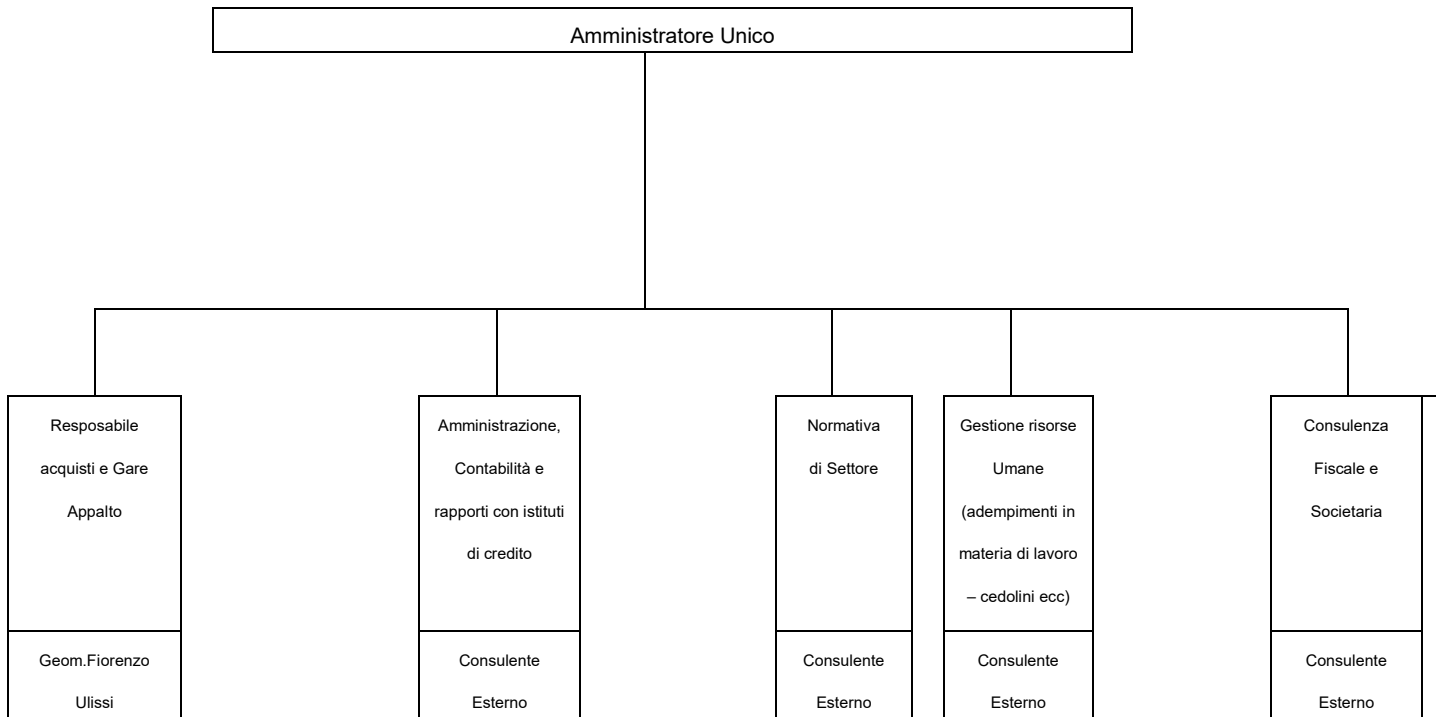 Amministratore Unico
Resposabile
acquisti e Gare
Appalto
Geom.Fiorenzo
Ulissi
Amministrazione,
Contabilità e
rapporti con istituti
di credito
Consulente
Esterno
Normativa
di Settore
Consulente
Esterno
Gestione risorse
Umane
(adempimenti in
materia di lavoro
– cedolini ecc)
Consulente
Esterno
Consulenza
Fiscale e
Societaria
Consulente
Esterno